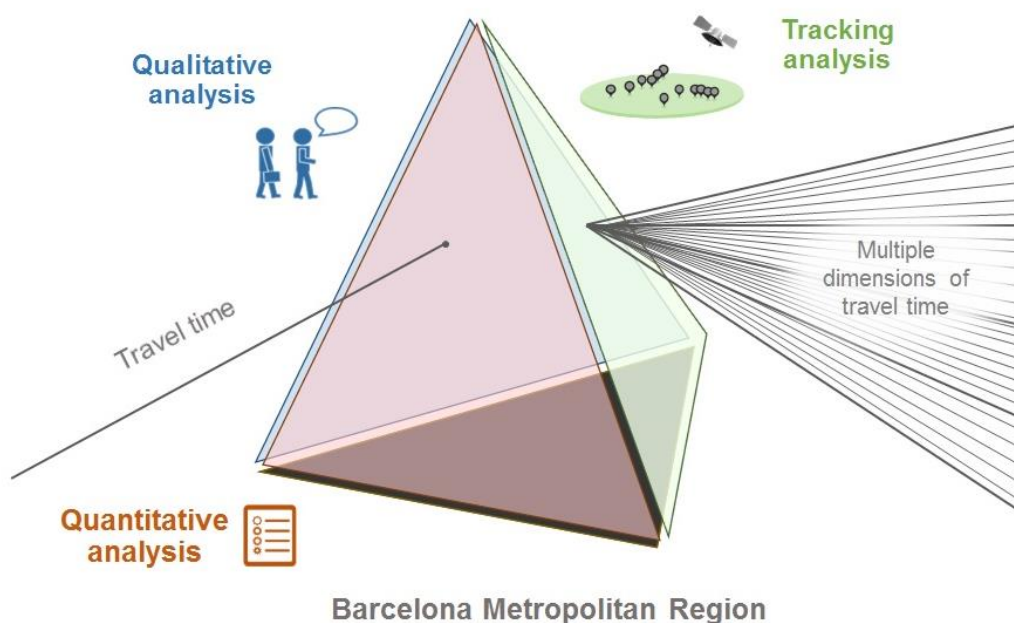 Qualitative
analysis
Tracking
analysis
Travel time
Multiple
dimensions of
travel time
Quantitative
analysis
Barcelona Metropolitan Region